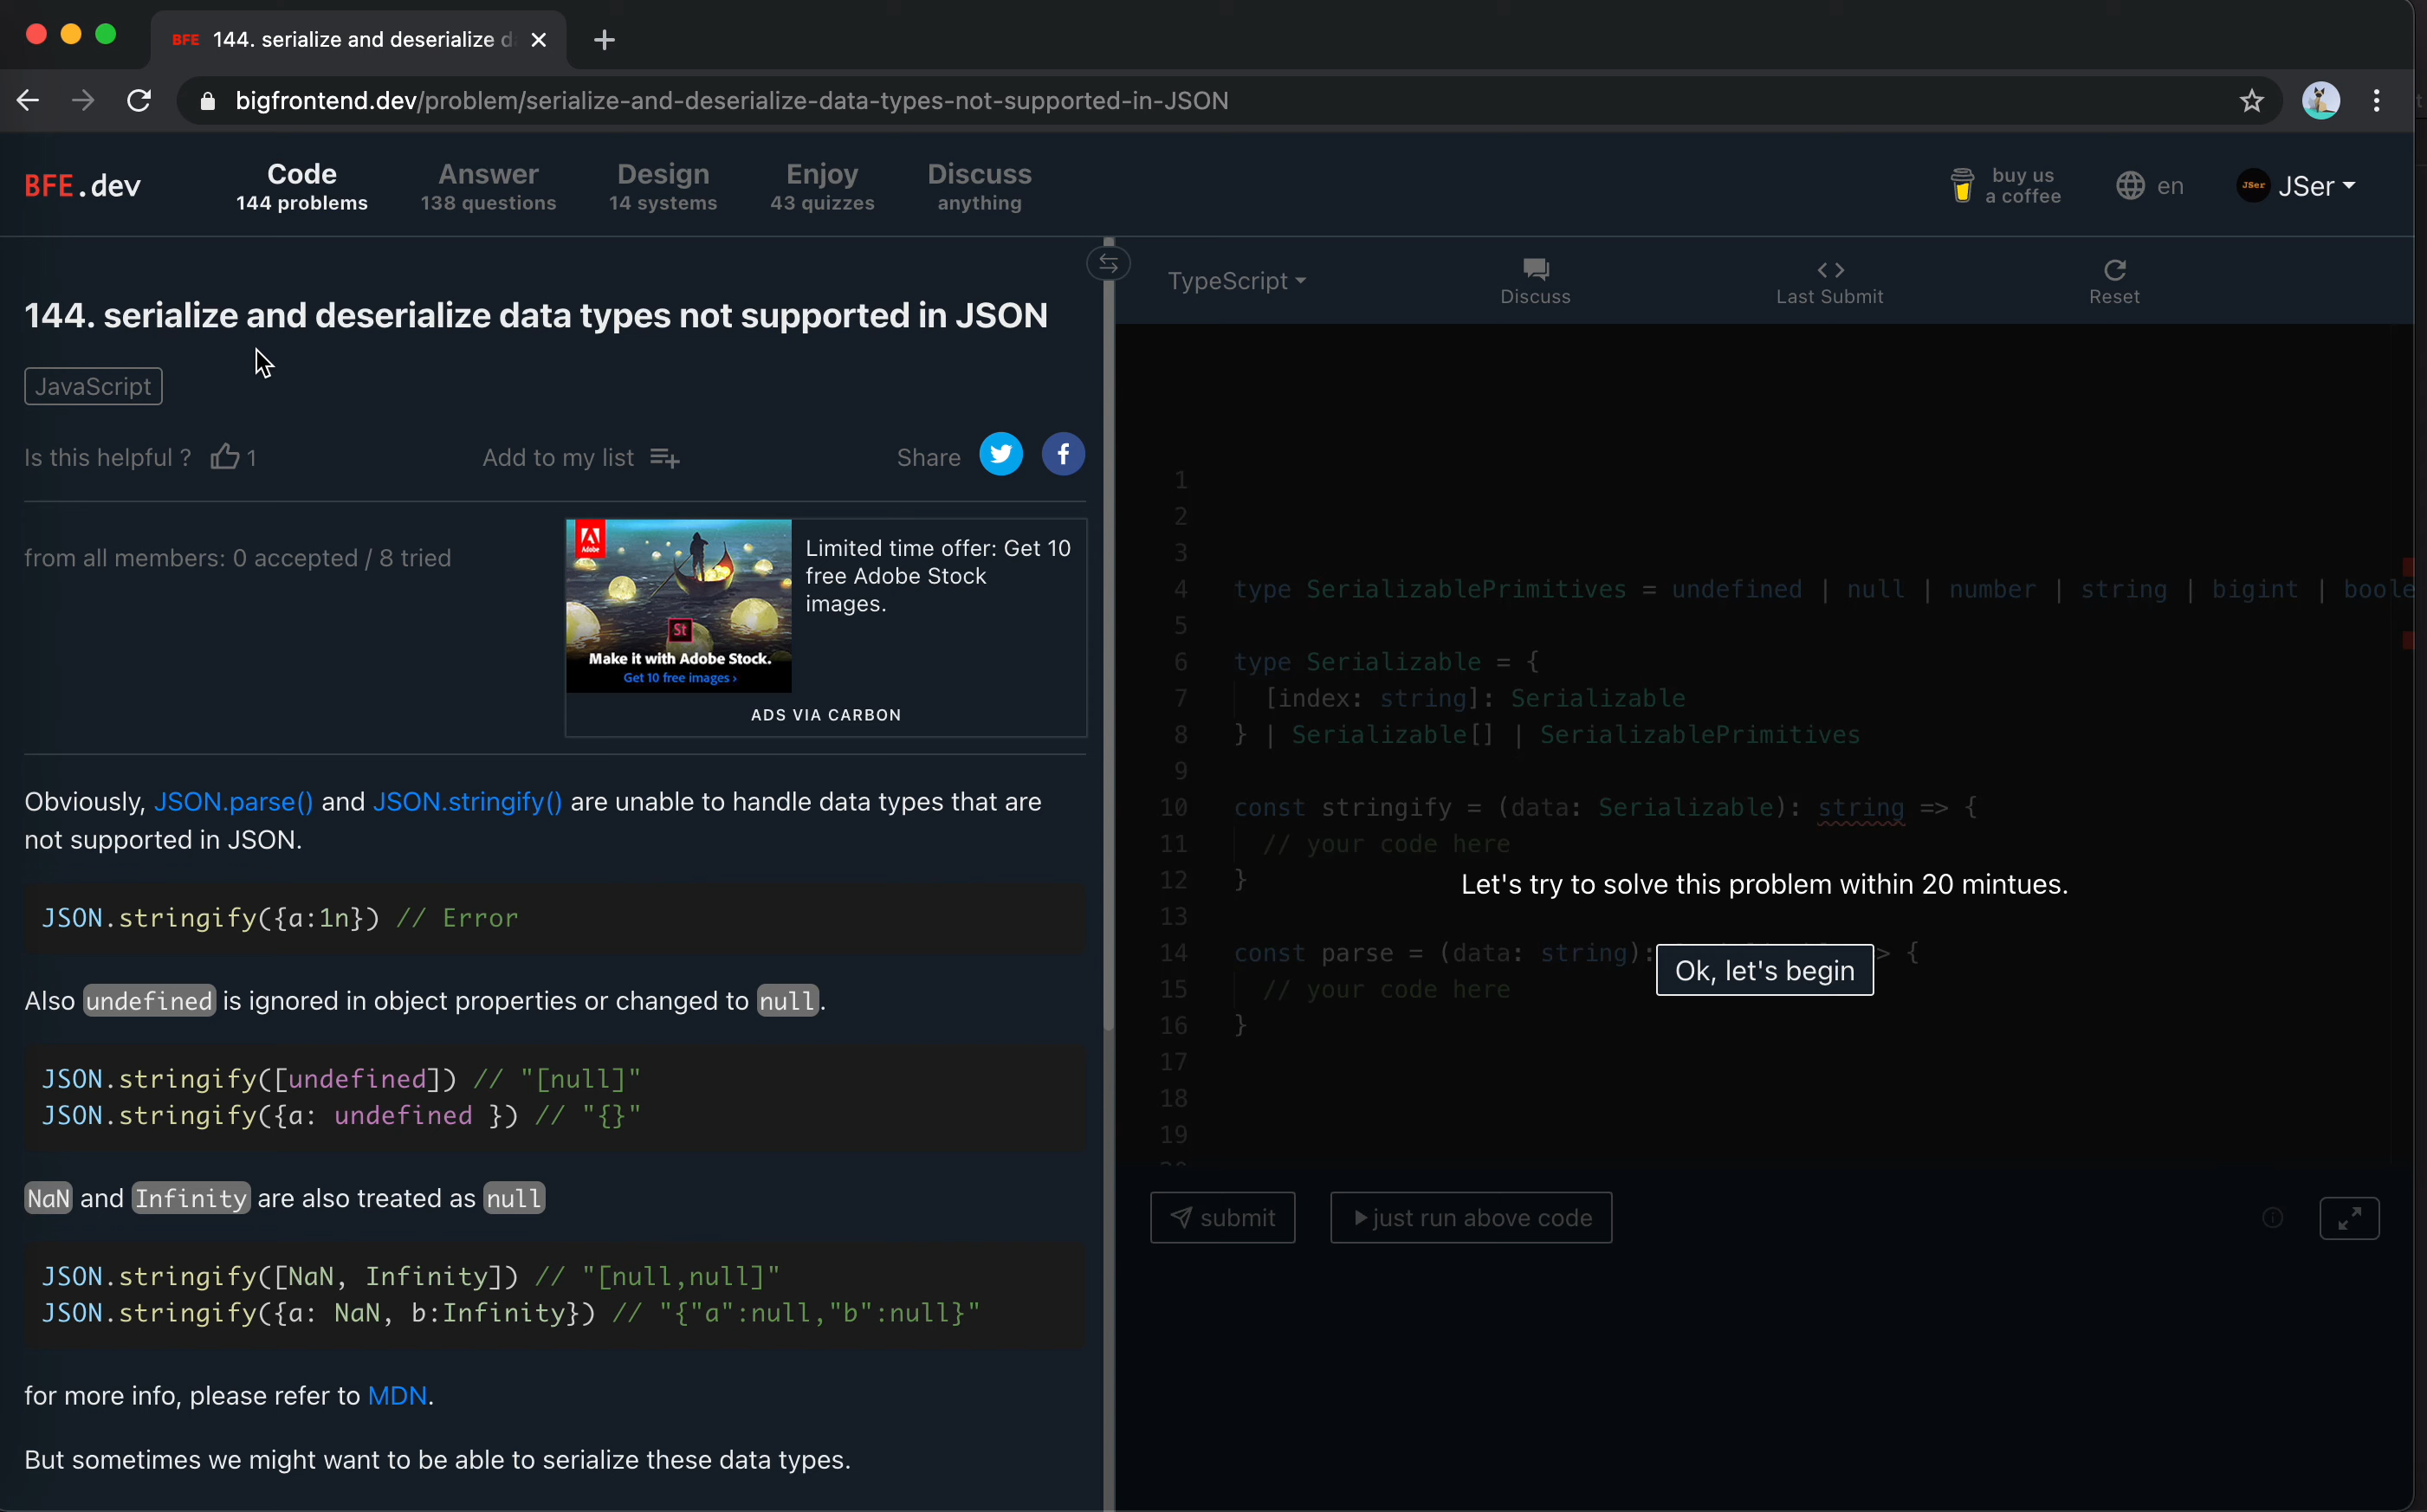 BFE 144. serialize and deserialize d
bigfrontend.dev/problem/serialize-and-deserialize-data-types-not-supported-in-JSON
BFE.dev
Code
144 problems
Answer
138 questions
Design
14 systems
Enjoy
43 quizzes
Discuss
anything
buy us
a coffee
en
JSer
JSer
144. serialize and deserialize data types not supported in JSON
JavaScript
Is this helpful ? 1
Add to my list
Share
from all members: 0 accepted / 8 tried
Adobe
St
Make it with Adobe Stock.
Get 10 free images ›
Limited time offer: Get 10
free Adobe Stock
images.
ADS VIA CARBON
Obviously, JSON.parse() and JSON.stringify() are unable to handle data types that are
not supported in JSON.
JSON.stringify({a:1n}) // Error
Also undefined is ignored in object properties or changed to null.
JSON.stringify([undefined]) // "[null]"
JSON.stringify({a: undefined }) // "{}"
NaN and Infinity are also treated as null
JSON.stringify([NaN, Infinity]) // "[null,null]"
JSON.stringify({a: NaN, b:Infinity}) // "{"a":null,"b":null}"
for more info, please refer to MDN.
But sometimes we might want to be able to serialize these data types.
TypeScript
Discuss
Last Submit
Reset
1
2
3
4 type SerializablePrimitives = undefined | null | number | string | bigint | boole
5
6 type Serializable = {
7 [index: string]: Serializable
8 } | Serializable[] | SerializablePrimitives
9
10 const stringify = (data: Serializable): string => {
11 // your code here
12 }
13
14 const parse = (data: string): > {
15 // your code here
16 }
17
18
19
Let's try to solve this problem within 20 mintues.
Ok, let's begin
submit
just run above code